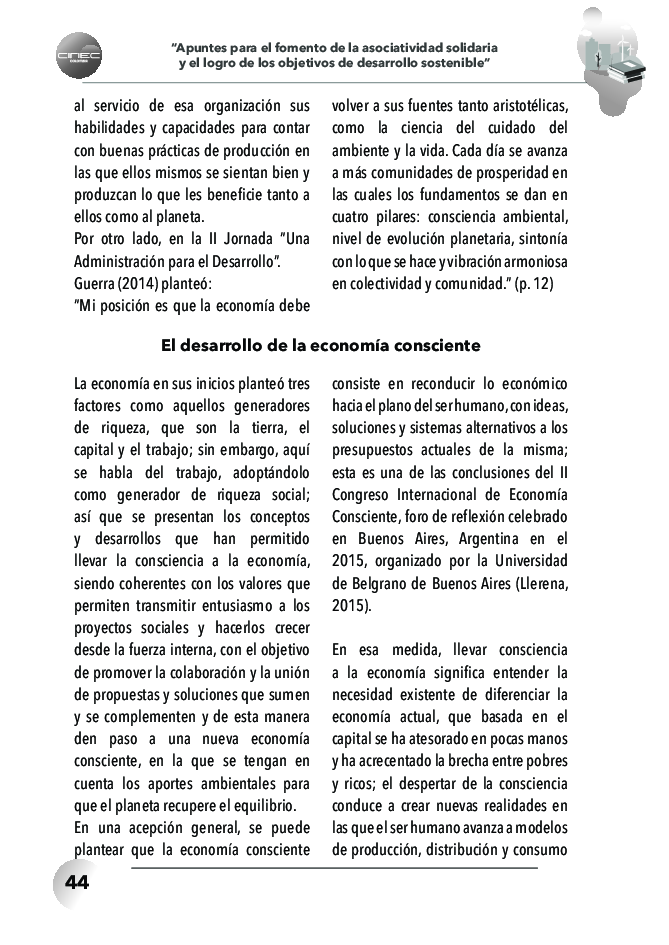 CINEC
COLOMBIA
"Apuntes para el fomento de la asociatividad solidaria
y el logro de los objetivos de desarrollo sostenible"
al servicio de esa organización sus
habilidades y capacidades para contar
con buenas prácticas de producción en
las que ellos mismos se sientan bien y
produzcan lo que les beneficie tanto a
ellos como al planeta.
Por otro lado, en la II Jornada "Una
Administración para el Desarrollo".
Guerra (2014) planteó:
"Mi posición es que la economía debe
volver a sus fuentes tanto aristotélicas,
como la ciencia del cuidado del
ambiente y la vida. Cada día se avanza
a más comunidades de prosperidad en
las cuales los fundamentos se dan en
cuatro pilares: consciencia ambiental,
nivel de evolución planetaria, sintonía
con lo que se hace y vibración armoniosa
en colectividad y comunidad." (p. 12)
El desarrollo de la economía consciente
La economía en sus inicios planteó tres
factores como aquellos generadores
de riqueza, que son la tierra, el
capital y el trabajo; sin embargo, aquí
se habla del trabajo, adoptándolo
como generador de riqueza social;
así que se presentan los conceptos
y desarrollos que han permitido
llevar la consciencia a la economía,
siendo coherentes con los valores que
permiten transmitir entusiasmo a los
proyectos sociales y hacerlos crecer
desde la fuerza interna, con el objetivo
de promover la colaboración y la unión
de propuestas y soluciones que sumen
y se complementen y de esta manera
den paso a una nueva economía
consciente, en la que se tengan en
cuenta los aportes ambientales para
que el planeta recupere el equilibrio.
En una acepción general, se puede
plantear que la economía consciente
consiste en reconducir lo económico
hacia el plano del ser humano, con ideas,
soluciones y sistemas alternativos a los
presupuestos actuales de la misma;
esta es una de las conclusiones del II
Congreso Internacional de Economía
Consciente, foro de reflexión celebrado
en Buenos Aires, Argentina en el
2015, organizado por la Universidad
de Belgrano de Buenos Aires (Llerena,
2015).
En esa medida, llevar consciencia
a la economía significa entender la
necesidad existente de diferenciar la
economía actual, que basada en el
capital se ha atesorado en pocas manos
y ha acrecentado la brecha entre pobres
y ricos; el despertar de la consciencia
conduce a crear nuevas realidades en
las que el ser humano avanza a modelos
de producción, distribución y consumo
44